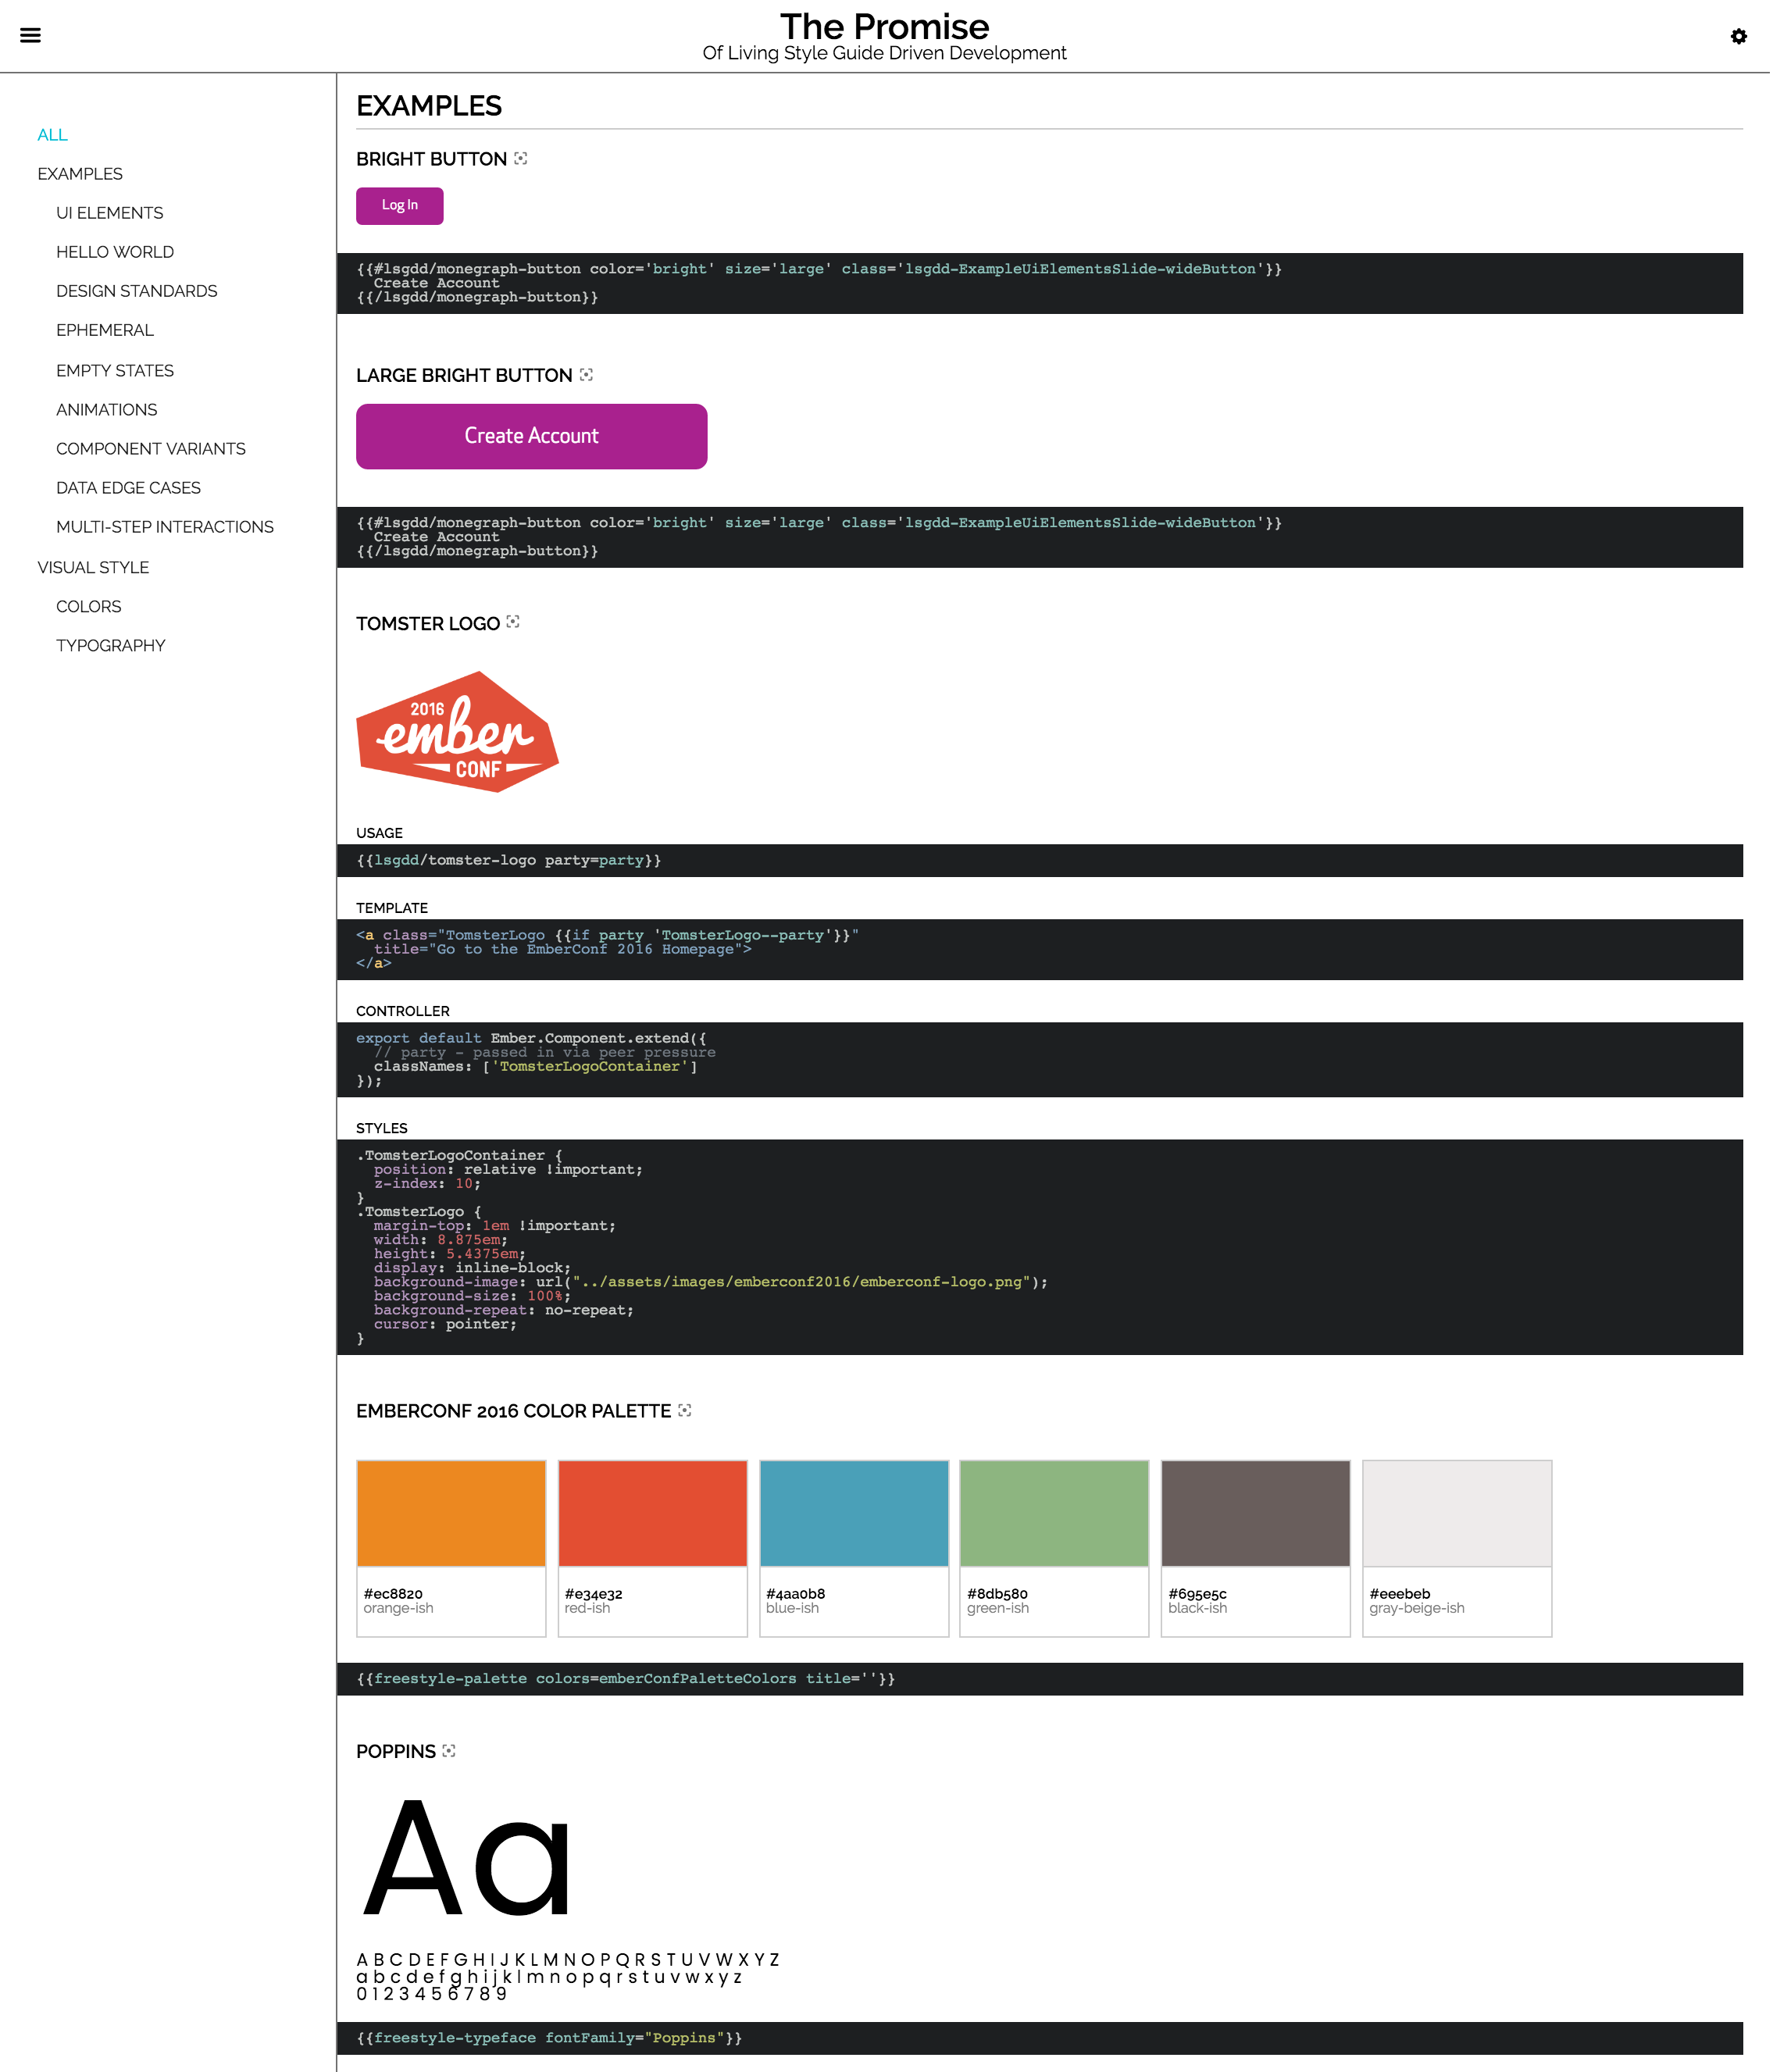 The Promise
Of Living Style Guide Driven Development
ALL
EXAMPLES
UI ELEMENTS
HELLO WORLD
DESIGN STANDARDS
EPHEMERAL
EMPTY STATES
ANIMATIONS
COMPONENT VARIANTS
DATA EDGE CASES
MULTI-STEP INTERACTIONS
VISUAL STYLE
COLORS
TYPOGRAPHY
EXAMPLES
BRIGHT BUTTON
Log In
{{#lsgdd/monegraph-button color='bright' size='large' class='lsgdd-ExampleUiElementsSlide-wideButton'}}
  Create Account
{{/lsgdd/monegraph-button}}
LARGE BRIGHT BUTTON
Create Account
{{#lsgdd/monegraph-button color='bright' size='large' class='lsgdd-ExampleUiElementsSlide-wideButton'}}
  Create Account
{{/lsgdd/monegraph-button}}
TOMSTER LOGO
2016
ember
CONF
USAGE
{{lsgdd/tomster-logo party=party}}
TEMPLATE
<a class="TomsterLogo {{if party 'TomsterLogo--party'}}"
  title="Go to the EmberConf 2016 Homepage">
</a>
CONTROLLER
export default Ember.Component.extend({
  // party - passed in via peer pressure
  classNames: ['TomsterLogoContainer']
});
STYLES
.TomsterLogoContainer {
  position: relative !important;
  z-index: 10;
}
.TomsterLogo {
  margin-top: 1em !important;
  width: 8.875em;
  height: 5.4375em;
  display: inline-block;
  background-image: url("../assets/images/emberconf2016/emberconf-logo.png");
  background-size: 100%;
  background-repeat: no-repeat;
  cursor: pointer;
}
EMBERCONF 2016 COLOR PALETTE
#ec8820
orange-ish
#e34e32
red-ish
#4aa0b8
blue-ish
#8db580
green-ish
#695e5c
black-ish
#eeebeb
gray-beige-ish
{{freestyle-palette colors=emberConfPaletteColors title=''}}
POPPINS
Aa
A B C D E F G H I J K L M N O P Q R S T U V W X Y Z
a b c d e f g h i j k l m n o p q r s t u v w x y z
0 1 2 3 4 5 6 7 8 9
{{freestyle-typeface fontFamily="Poppins"}}